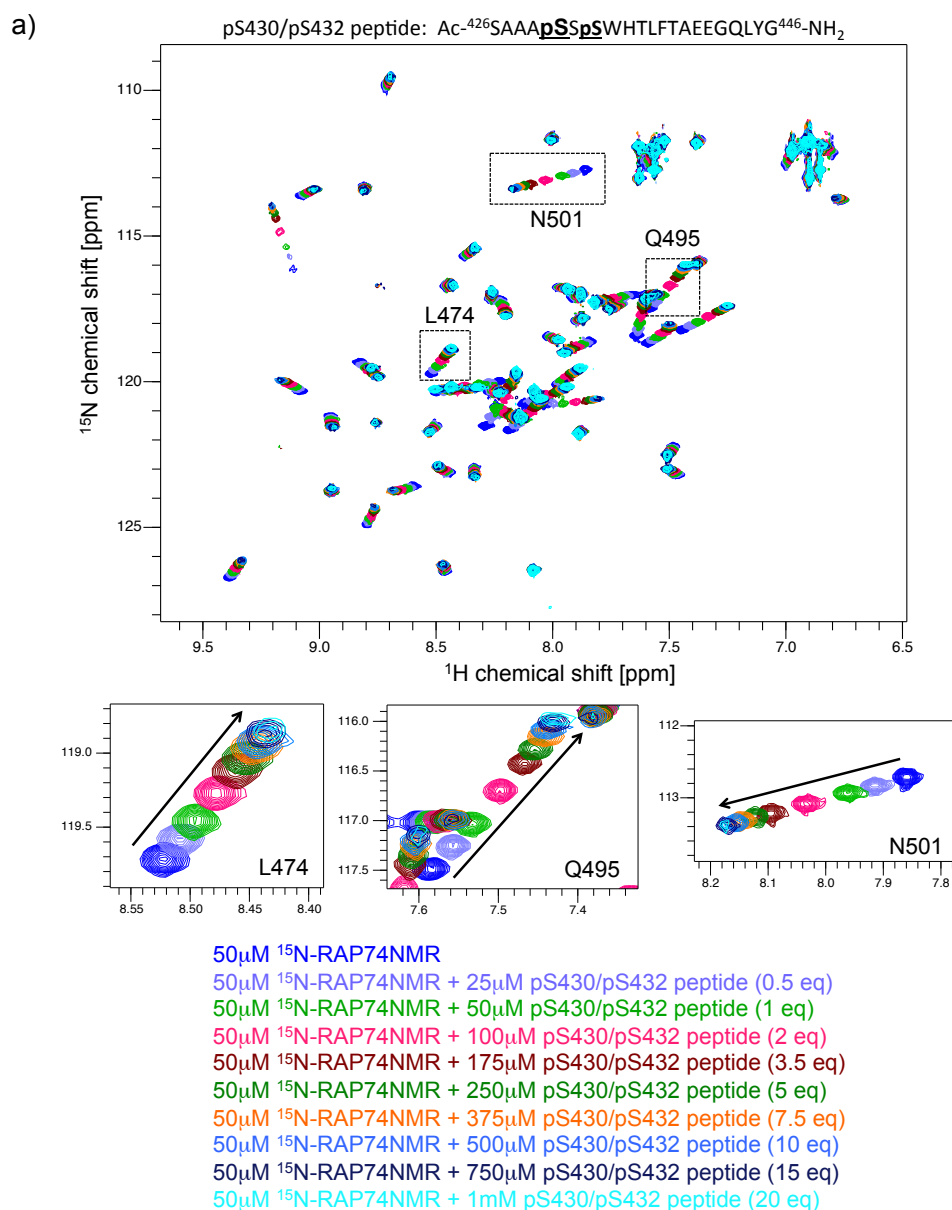 a)
pS430/pS432 peptide: Ac-⁴²⁶SAAApSSpSWHTLFTAEEGQLYG⁴⁴⁶-NH₂
110
115
120
125
¹⁵N chemical shift [ppm]
N501
Q495
L474
9.5 9.0 8.5 8.0 7.5 7.0 6.5
¹H chemical shift [ppm]
119.0
119.5
L474
8.55 8.50 8.45 8.40
116.0
116.4
117.0
117.5
Q495
7.6 7.5 7.4
112
113
N501
8.2 8.1 8.0 7.9 7.8
50μM ¹⁵N-RAP74NMR
50μM ¹⁵N-RAP74NMR + 25μM pS430/pS432 peptide (0.5 eq)
50μM ¹⁵N-RAP74NMR + 50μM pS430/pS432 peptide (1 eq)
50μM ¹⁵N-RAP74NMR + 100μM pS430/pS432 peptide (2 eq)
50μM ¹⁵N-RAP74NMR + 175μM pS430/pS432 peptide (3.5 eq)
50μM ¹⁵N-RAP74NMR + 250μM pS430/pS432 peptide (5 eq)
50μM ¹⁵N-RAP74NMR + 375μM pS430/pS432 peptide (7.5 eq)
50μM ¹⁵N-RAP74NMR + 500μM pS430/pS432 peptide (10 eq)
50μM ¹⁵N-RAP74NMR + 750μM pS430/pS432 peptide (15 eq)
50μM ¹⁵N-RAP74NMR + 1mM pS430/pS432 peptide (20 eq)